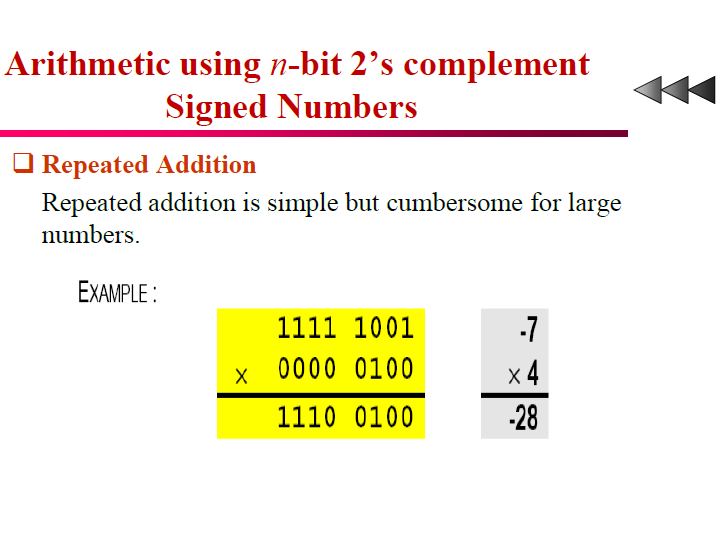 Arithmetic using n-bit 2’s complement
Signed Numbers
❑ Repeated Addition
Repeated addition is simple but cumbersome for large
numbers.
EXAMPLE :
1111 1001 -7
× 0000 0100 × 4
1110 0100 -28